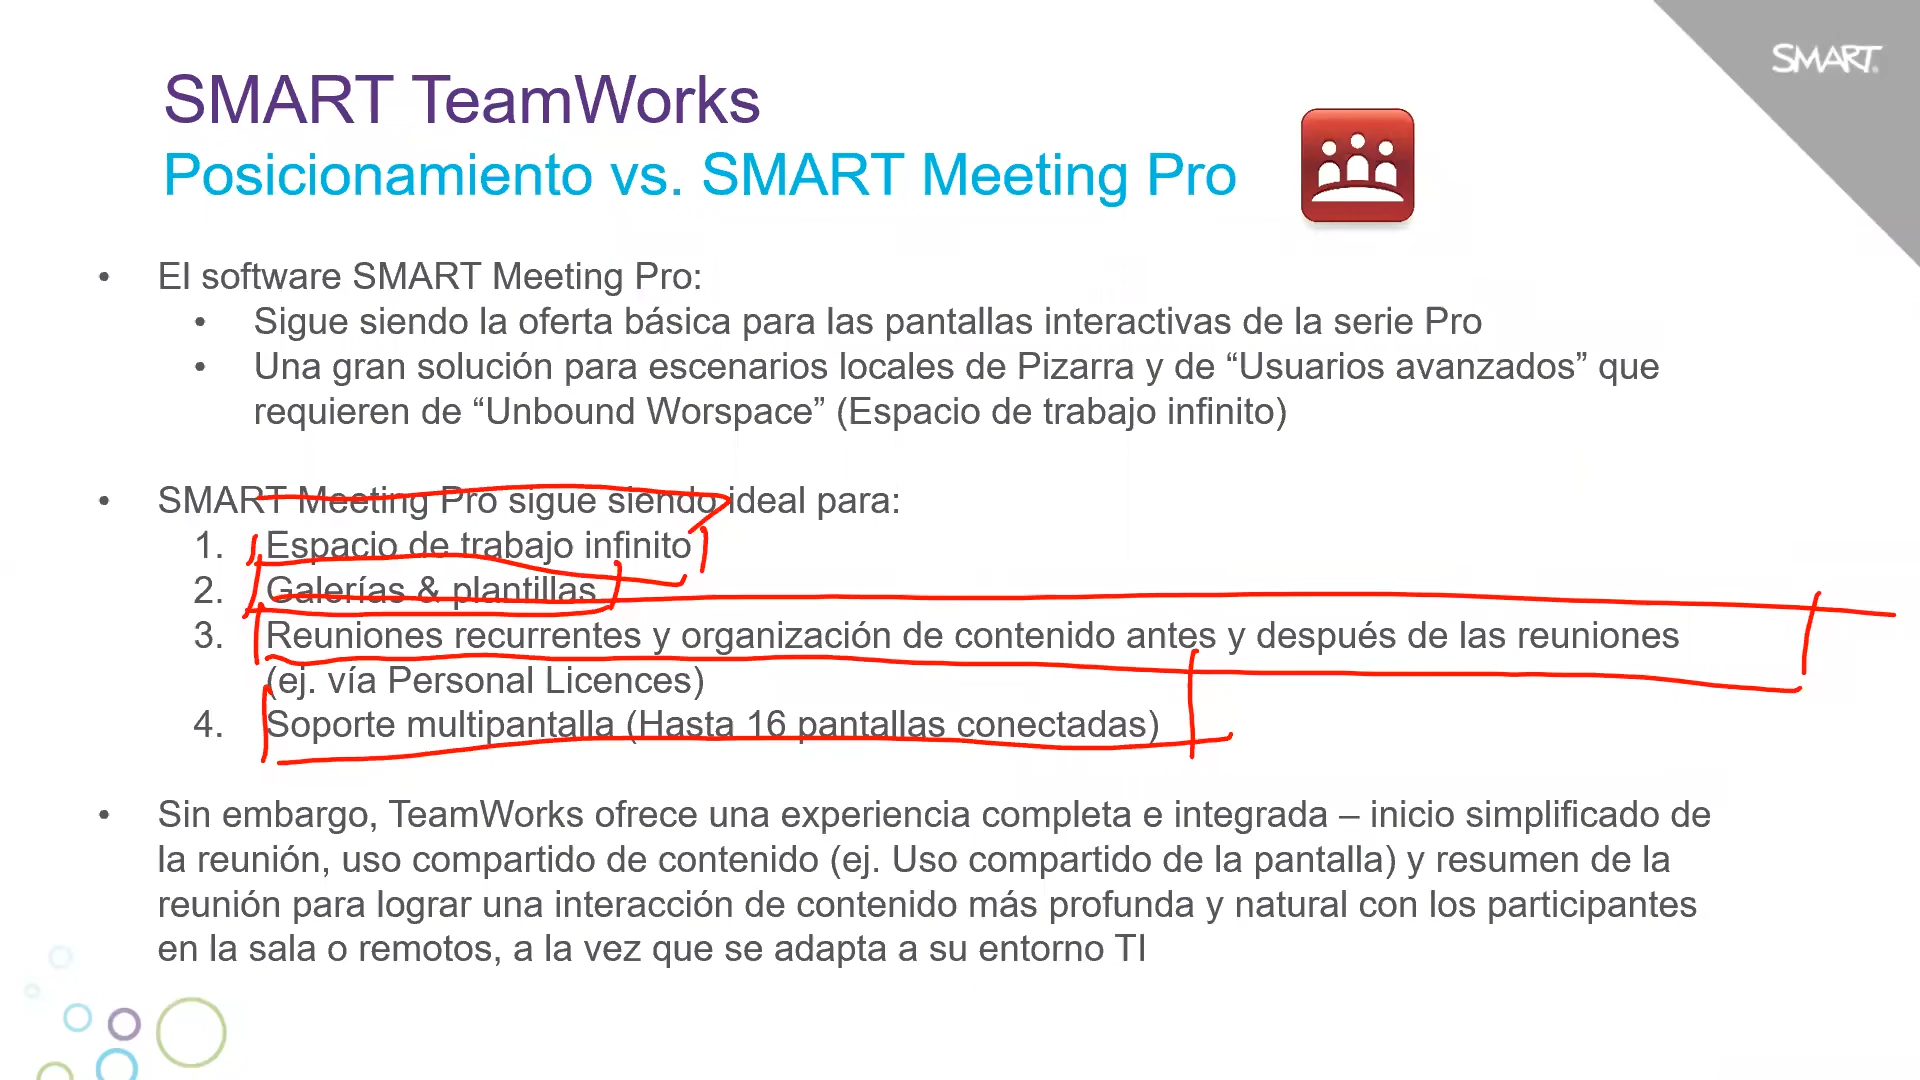 SMART
SMART TeamWorks
Posicionamiento vs. SMART Meeting Pro
• El software SMART Meeting Pro:
• Sigue siendo la oferta básica para las pantallas interactivas de la serie Pro
• Una gran solución para escenarios locales de Pizarra y de “Usuarios avanzados” que
requieren de “Unbound Worspace” (Espacio de trabajo infinito)
• SMART Meeting Pro sigue siendo ideal para:
1. Espacio de trabajo infinito
2. Galerías & plantillas
3. Reuniones recurrentes y organización de contenido antes y después de las reuniones
(ej. vía Personal Licences)
4. Soporte multipantalla (Hasta 16 pantallas conectadas)
• Sin embargo, TeamWorks ofrece una experiencia completa e integrada – inicio simplificado de
la reunión, uso compartido de contenido (ej. Uso compartido de la pantalla) y resumen de la
reunión para lograr una interacción de contenido más profunda y natural con los participantes
en la sala o remotos, a la vez que se adapta a su entorno TI